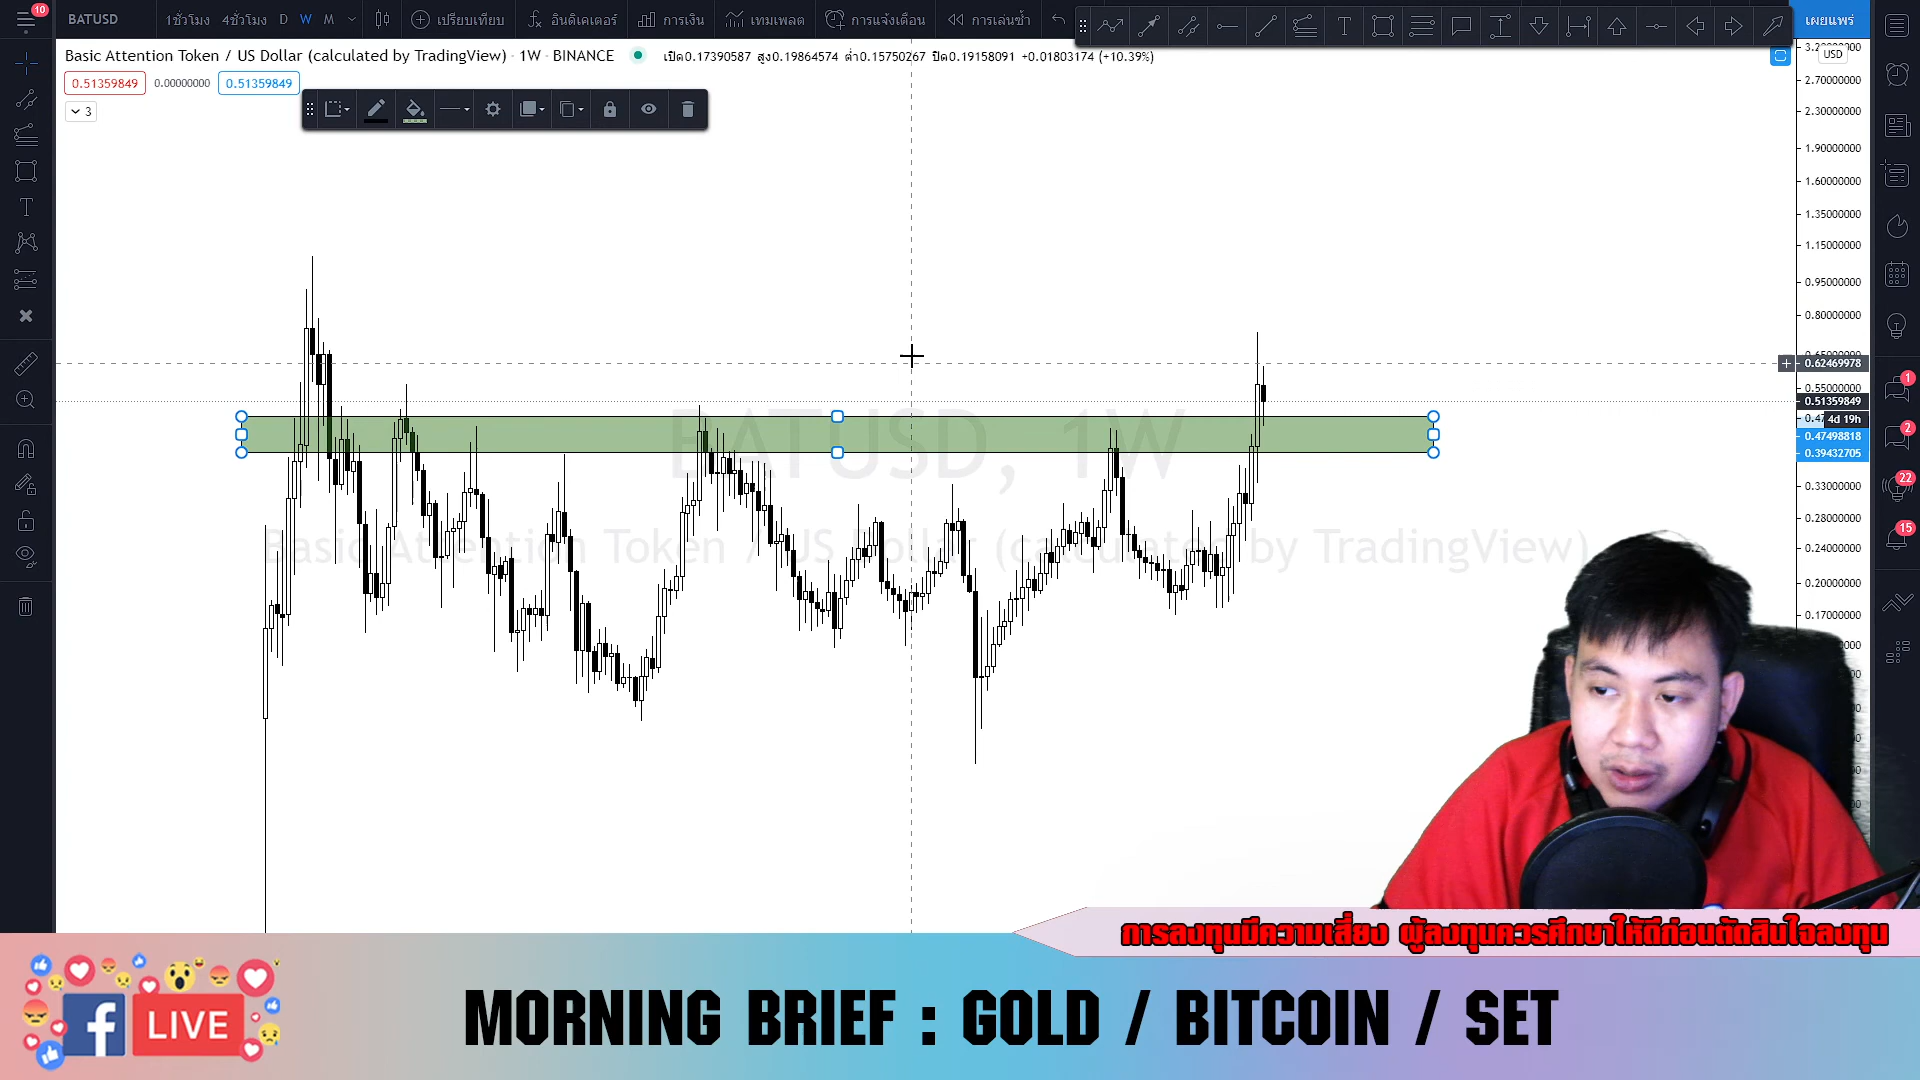 10
BATUSD
1ชั่วโมง
4ชั่วโมง
D
W
M
เปรียบเทียบ
อินดิเคเตอร์
การเงิน
เทมเพลต
การแจ้งเตือน
การเล่นซ้ำ
เผยแพร่
Basic Attention Token / US Dollar (calculated by TradingView) · 1W · BINANCE
เปิด0.17390587 สูง0.19864574 ต่ำ0.15750267 ปิด0.19158091 +0.01803174 (+10.39%)
0.51359849
0.00000000
0.51359849
3
USD
2.70000000
2.30000000
1.90000000
1.60000000
1.35000000
1.15000000
0.95000000
0.80000000
0.62469978
0.55000000
0.51359849
4d 19h
0.47498818
0.39432705
0.33000000
0.28000000
0.24000000
0.20000000
0.17000000
BATUSD, 1W
Basic Attention Token / US Dollar (calculated by TradingView)
1
2
22
15
การลงทุนมีความเสี่ยง ผู้ลงทุนควรศึกษาให้ดีก่อนตัดสินใจลงทุน
f LIVE
MORNING BRIEF : GOLD / BITCOIN / SET